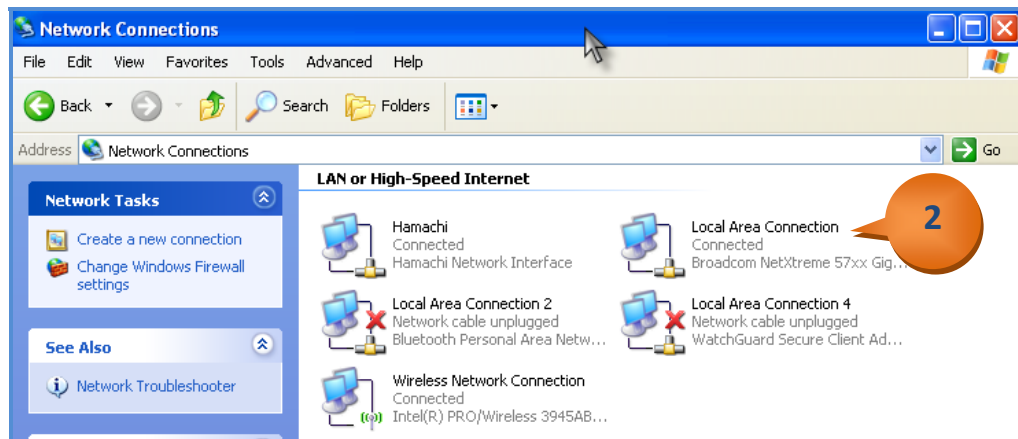 Network Connections
File Edit View Favorites Tools Advanced Help
Back Search Folders
Address Network Connections Go
Network Tasks
Create a new connection
Change Windows Firewall
settings
See Also
Network Troubleshooter
LAN or High-Speed Internet
Hamachi
Connected
Hamachi Network Interface
Local Area Connection
Connected
Broadcom NetXtreme 57xx Gig...
2
Local Area Connection 2
Network cable unplugged
Bluetooth Personal Area Netw...
Local Area Connection 4
Network cable unplugged
WatchGuard Secure Client Ad...
Wireless Network Connection
Connected
Intel(R) PRO/Wireless 3945AB...